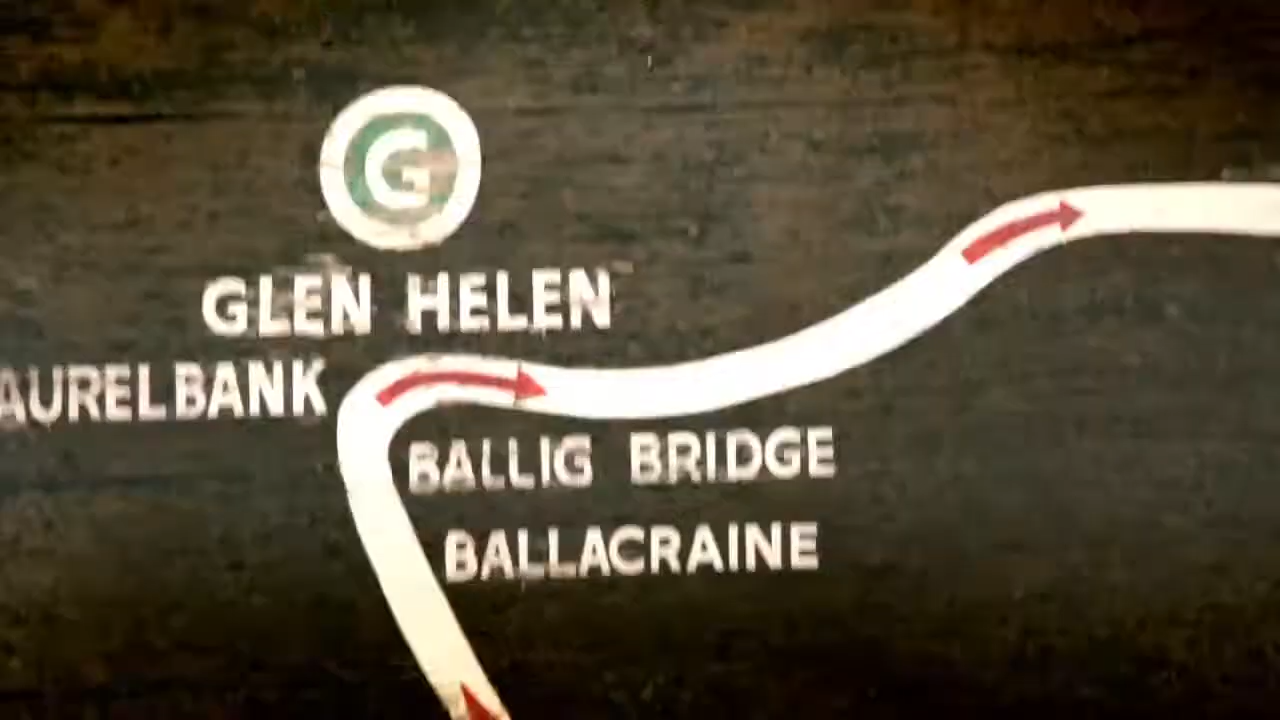 G
GLEN HELEN
AURELBANK
BALLIG BRIDGE
BALLACRAINE